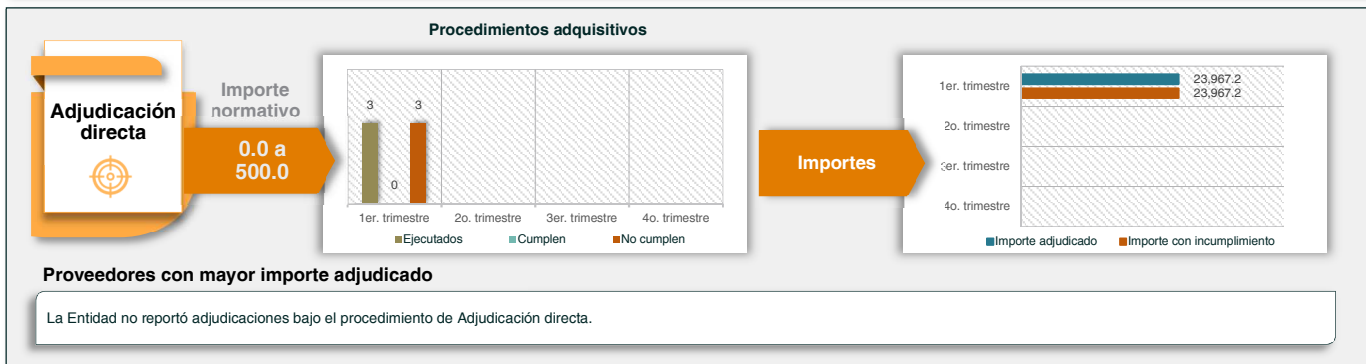 Procedimientos adquisitivos
Adjudicación
directa
Importe
normativo
0.0 a
500.0
3
0
3
1er. trimestre
2o. trimestre
3er. trimestre
4o. trimestre
Ejecutados
Cumplen
No cumplen
Importes
1er. trimestre
2o. trimestre
3er. trimestre
4o. trimestre
23,967.2
23,967.2
Importe adjudicado
Importe con incumplimiento
Proveedores con mayor importe adjudicado
La Entidad no reportó adjudicaciones bajo el procedimiento de Adjudicación directa.